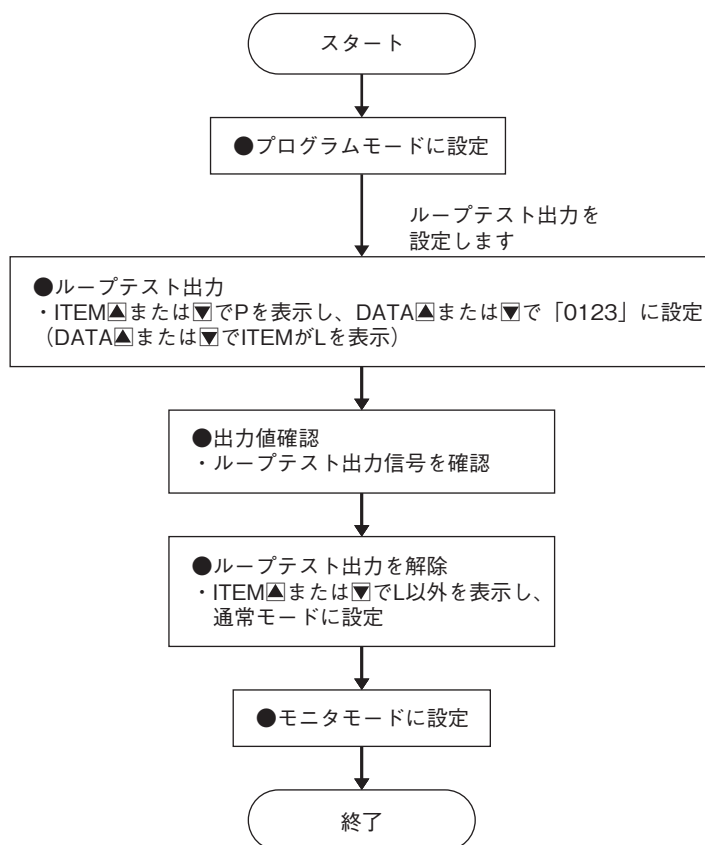 スタート
●プログラムモードに設定
ループテスト出力を
設定します
●ループテスト出力
・ITEM▲または▼でPを表示し、DATA▲または▼で「0123」に設定
（DATA▲または▼でITEMがLを表示）
●出力値確認
・ループテスト出力信号を確認
●ループテスト出力を解除
・ITEM▲または▼でL以外を表示し、
通常モードに設定
●モニタモードに設定
終了